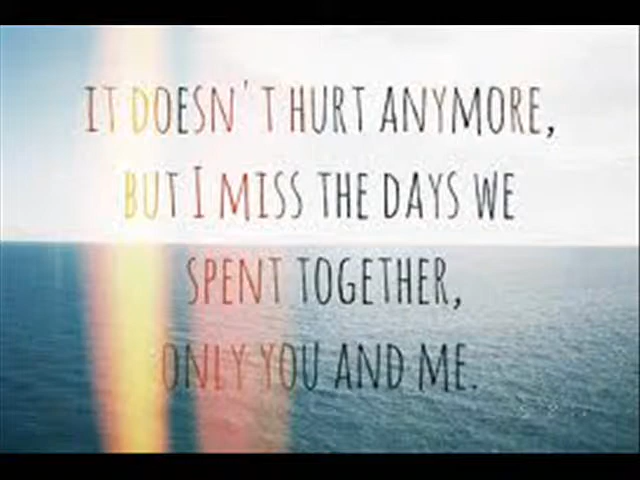 IT DOESN'T HURT ANYMORE,
BUT I MISS THE DAYS WE
SPENT TOGETHER,
ONLY YOU AND ME.